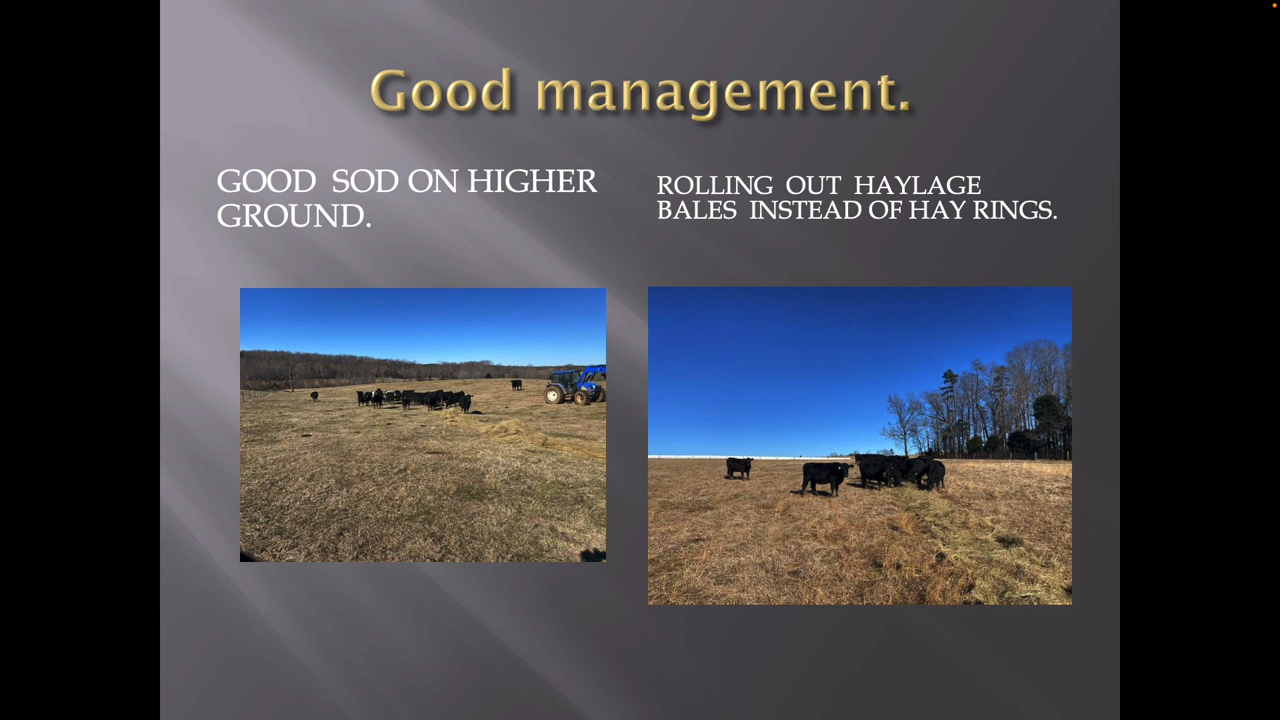 Good management.
GOOD SOD ON HIGHER
GROUND.
ROLLING OUT HAYLAGE
BALES INSTEAD OF HAY RINGS.